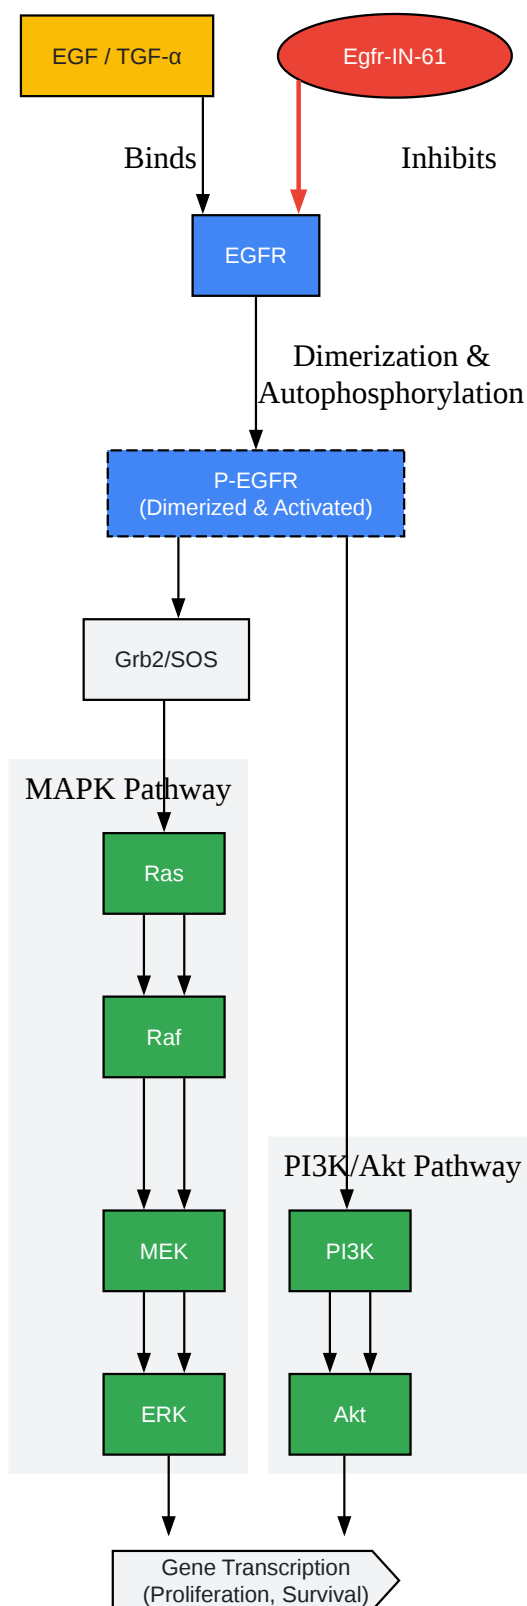 EGF / TGF-α
Egfr-IN-61
Binds
Inhibits
EGFR
Dimerization &
Autophosphorylation
P-EGFR
(Dimerized & Activated)
Grb2/SOS
MAPK Pathway
Ras
Raf
PI3K/Akt Pathway
MEK
PI3K
ERK
Akt
Gene Transcription
(Proliferation, Survival)